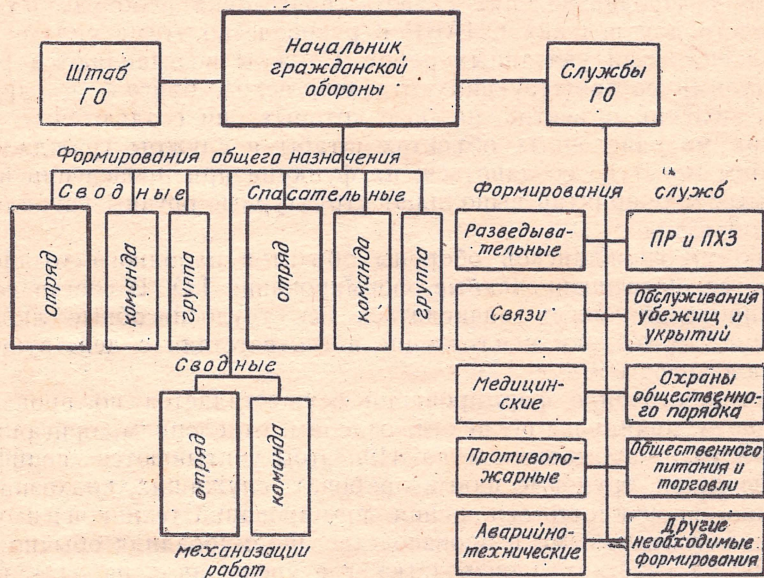 Штаб
ГО
Начальник
гражданской
обороны
Службы
ГО
Формирования общего назначения
Сводные
Спасательные
отряд
команда
группа
отряд
команда
группа
Сводные
отряд
команда
механизации
работ
Формирования служб
Разведыва-
тельные
ПР и ПХЗ
Связи
Обслуживания
убежищ и
укрытий
Медицин-
ские
Охраны
общественно-
го порядка
Противопо-
жарные
Общественного
питания и
торговли
Аварийно-
технические
Другие
необходимые
формирования